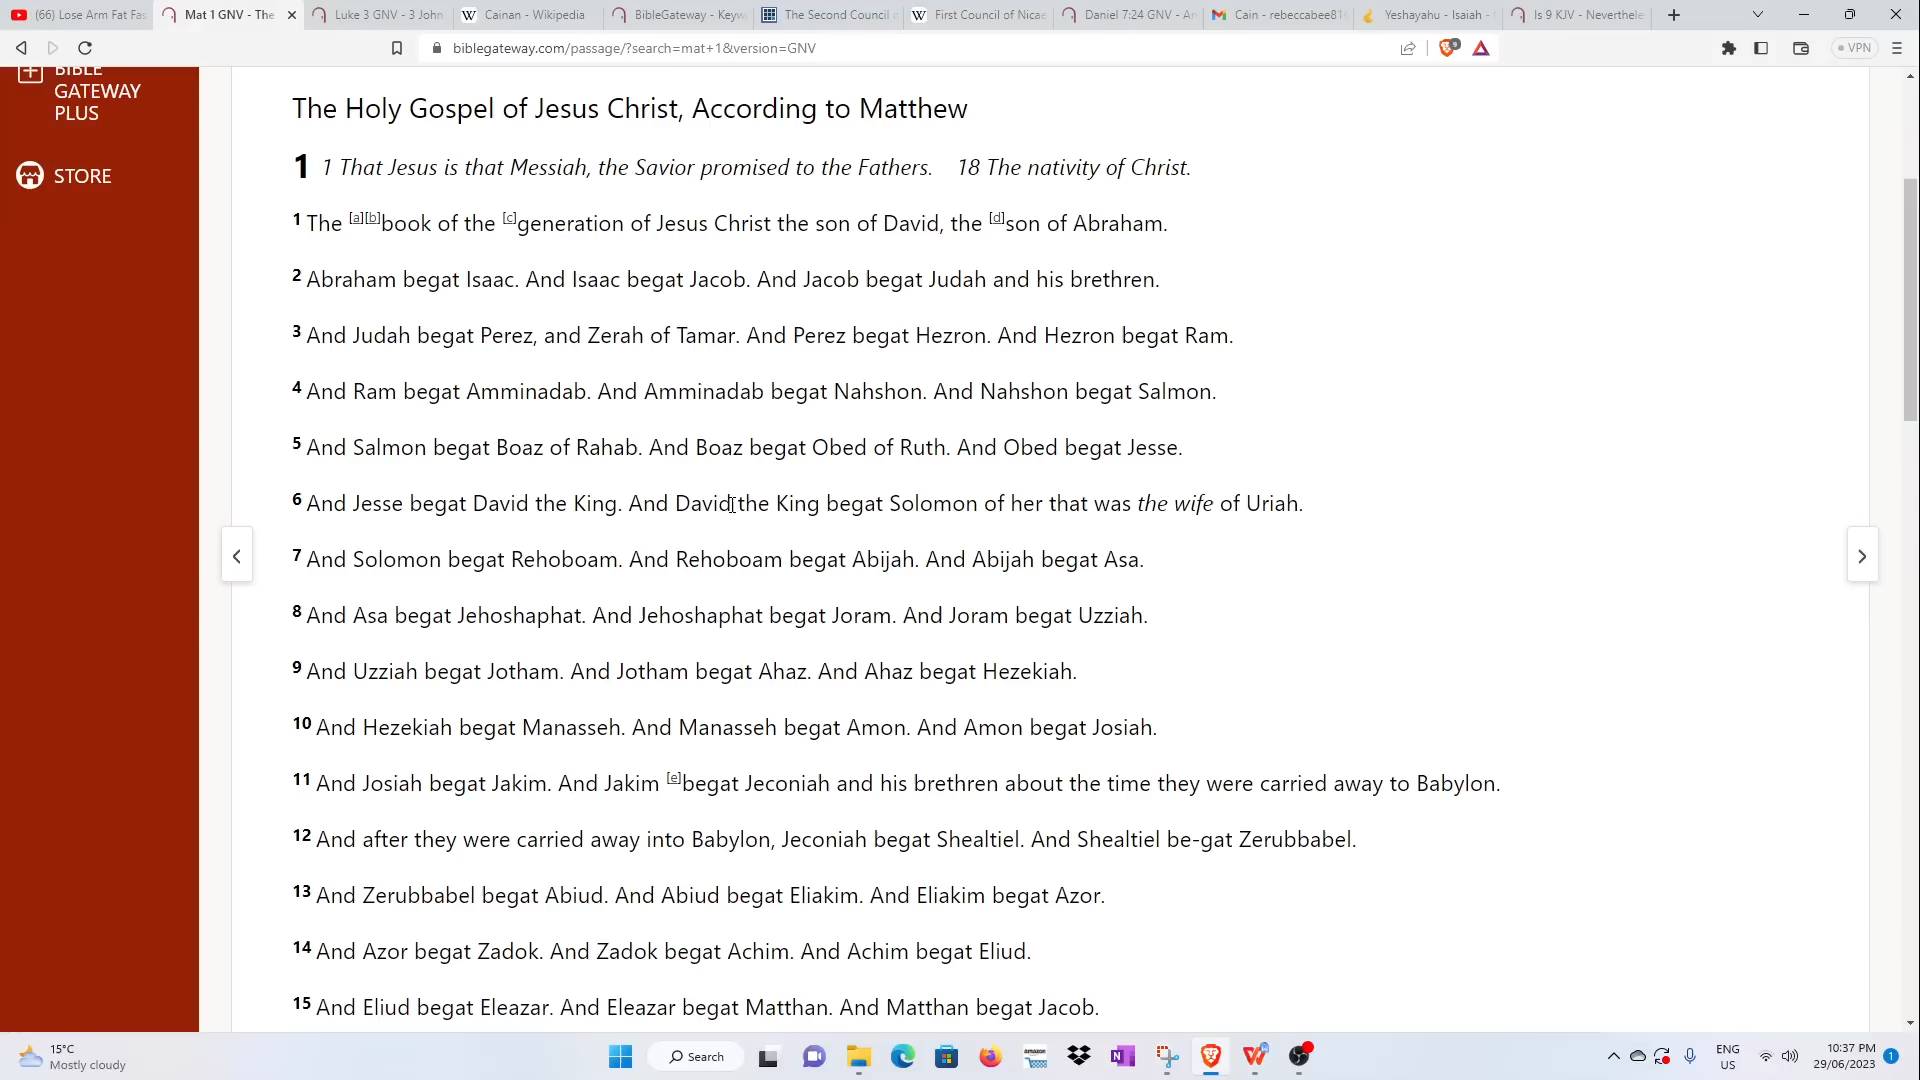 (66) Lose Arm Fat Fas
Mat 1 GNV - The
Luke 3 GNV - 3 John
Cainan - Wikipedia
BibleGateway - Keyw
The Second Council o
First Council of Nicae
Daniel 7:24 GNV - An
Cain - rebeccabee81
Yeshayahu - Isaiah -
Is 9 KJV - Neverthele
biblegateway.com/passage/?search=mat+1&version=GNV
VPN
BIBLE
GATEWAY
PLUS
STORE
The Holy Gospel of Jesus Christ, According to Matthew
1 1 That Jesus is that Messiah, the Savior promised to the Fathers. 18 The nativity of Christ.
1 The [a][b]book of the [c]generation of Jesus Christ the son of David, the [d]son of Abraham.
2 Abraham begat Isaac. And Isaac begat Jacob. And Jacob begat Judah and his brethren.
3 And Judah begat Perez, and Zerah of Tamar. And Perez begat Hezron. And Hezron begat Ram.
4 And Ram begat Amminadab. And Amminadab begat Nahshon. And Nahshon begat Salmon.
5 And Salmon begat Boaz of Rahab. And Boaz begat Obed of Ruth. And Obed begat Jesse.
6 And Jesse begat David the King. And David the King begat Solomon of her that was the wife of Uriah.
7 And Solomon begat Rehoboam. And Rehoboam begat Abijah. And Abijah begat Asa.
8 And Asa begat Jehoshaphat. And Jehoshaphat begat Joram. And Joram begat Uzziah.
9 And Uzziah begat Jotham. And Jotham begat Ahaz. And Ahaz begat Hezekiah.
10 And Hezekiah begat Manasseh. And Manasseh begat Amon. And Amon begat Josiah.
11 And Josiah begat Jakim. And Jakim [e]begat Jeconiah and his brethren about the time they were carried away to Babylon.
12 And after they were carried away into Babylon, Jeconiah begat Shealtiel. And Shealtiel be-gat Zerubbabel.
13 And Zerubbabel begat Abiud. And Abiud begat Eliakim. And Eliakim begat Azor.
14 And Azor begat Zadok. And Zadok begat Achim. And Achim begat Eliud.
15 And Eliud begat Eleazar. And Eleazar begat Matthan. And Matthan begat Jacob.
15°C
Mostly cloudy
Search
amazon
ENG
US
10:37 PM
29/06/2023
1